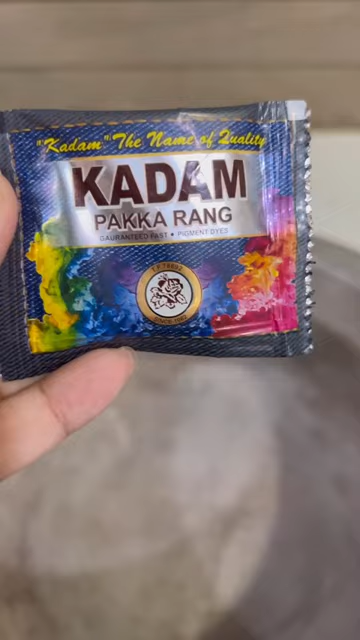 "Kadam" The Name of Quality
KADAM
PAKKA RANG
GAURANTEED FAST • PIGMENT DYES